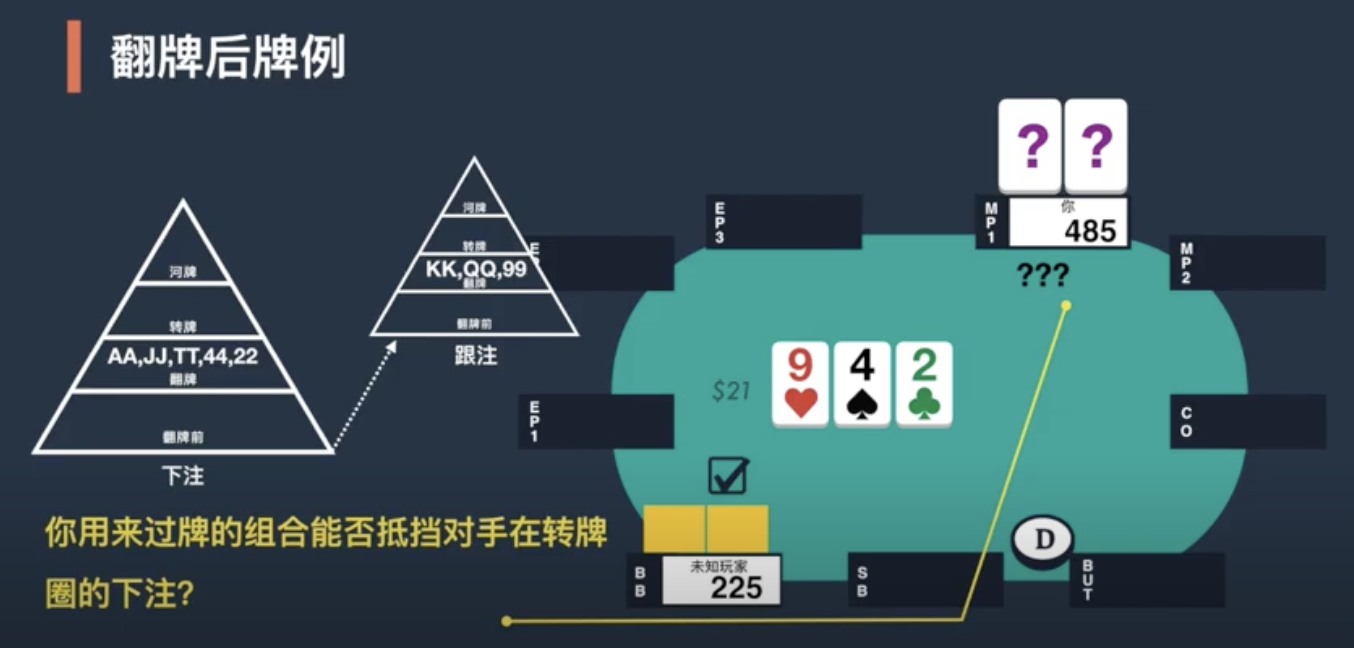 翻牌后牌例
河牌
转牌
AA,JJ,TT,44,22
翻牌
翻牌前
下注
河牌
转牌
KK,QQ,99
翻牌
翻牌前
跟注
你用来过牌的组合能否抵挡对手在转牌
圈的下注?
? ?
EP3
MP1
你
485
???
MP2
E
$21
9 4 2
EP1
CO
D
BB
未知玩家
225
SB
BUT